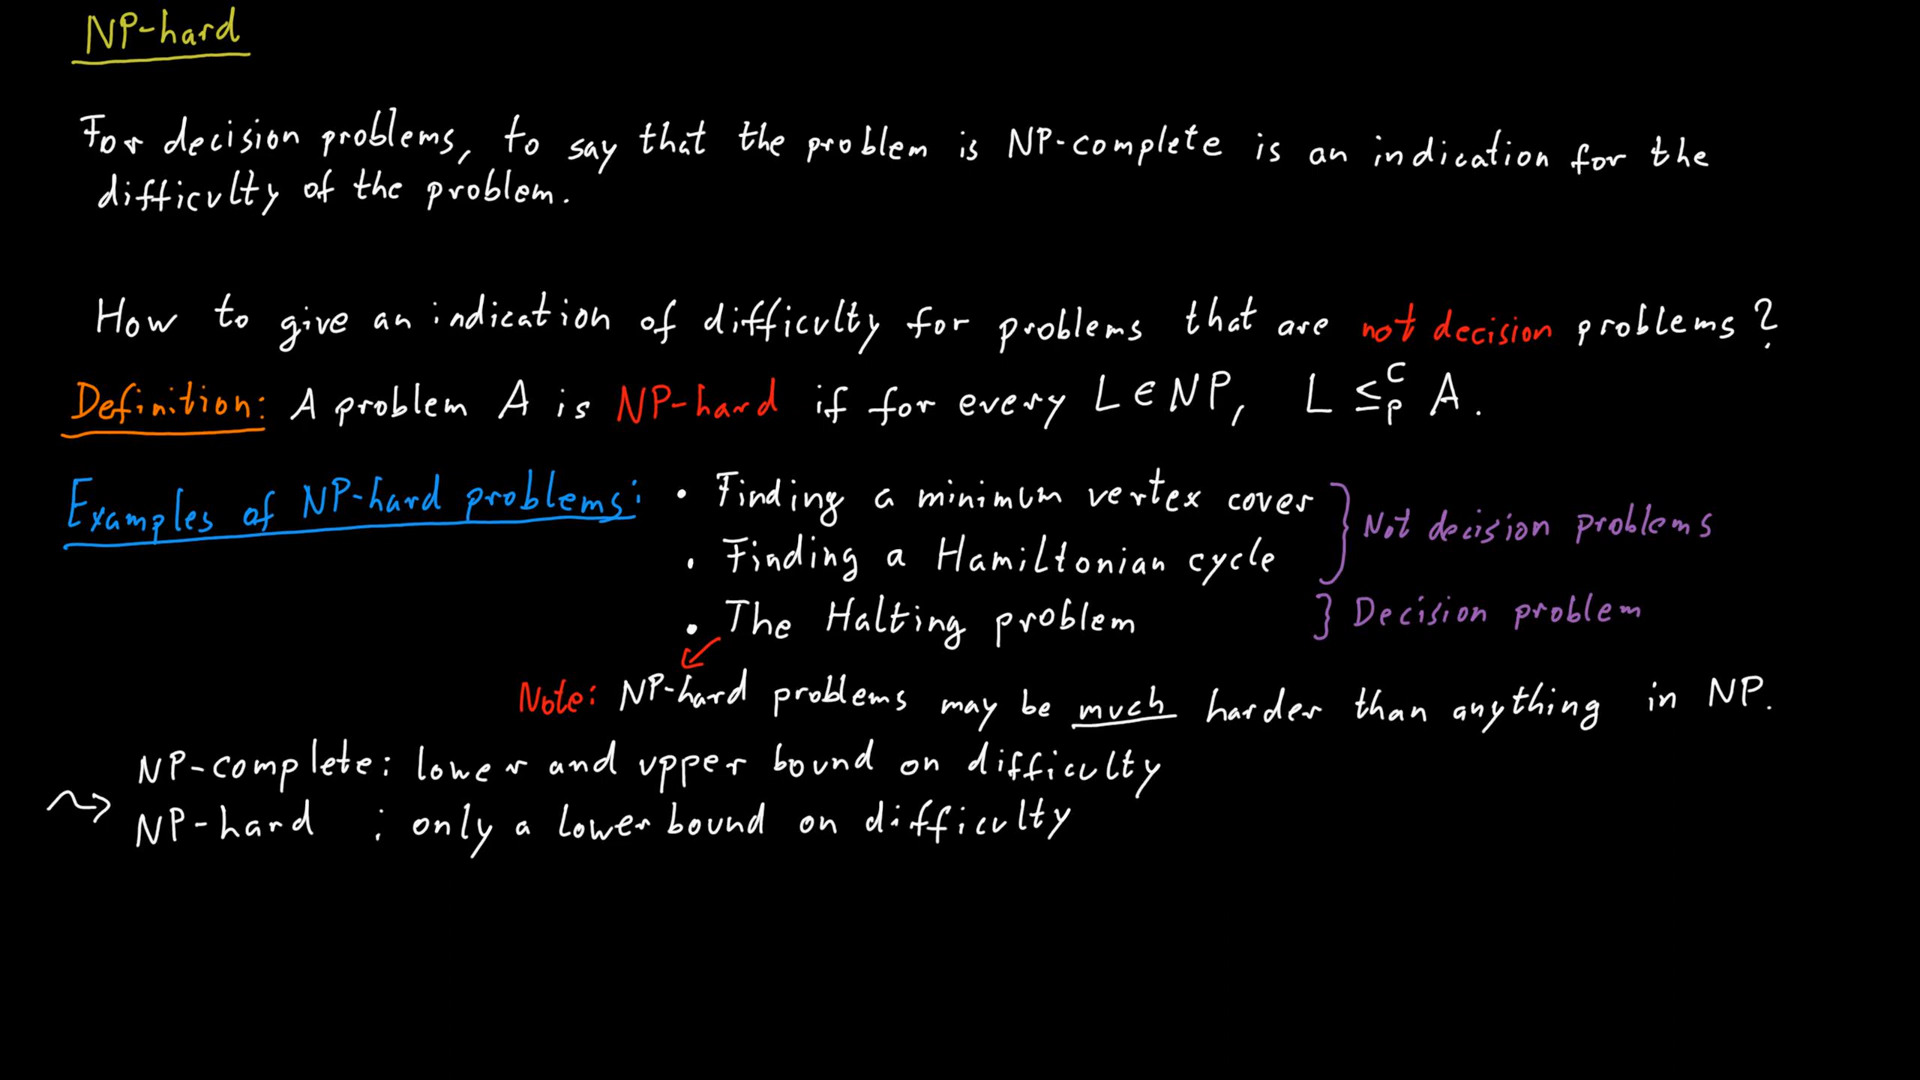 NP-hard
For decision problems, to say that the problem is NP-complete is an indication for the
difficulty of the problem.
How to give an indication of difficulty for problems that are not decision problems?
Definition: A problem A is NP-hard if for every L ∈ NP, L ≤ₚᶜ A.
Examples of NP-hard problems: • Finding a minimum vertex cover } Not decision problems
• Finding a Hamiltonian cycle
• The Halting problem } Decision problem
Note: NP-hard problems may be much harder than anything in NP.
NP-complete: lower and upper bound on difficulty
NP-hard : only a lower bound on difficulty